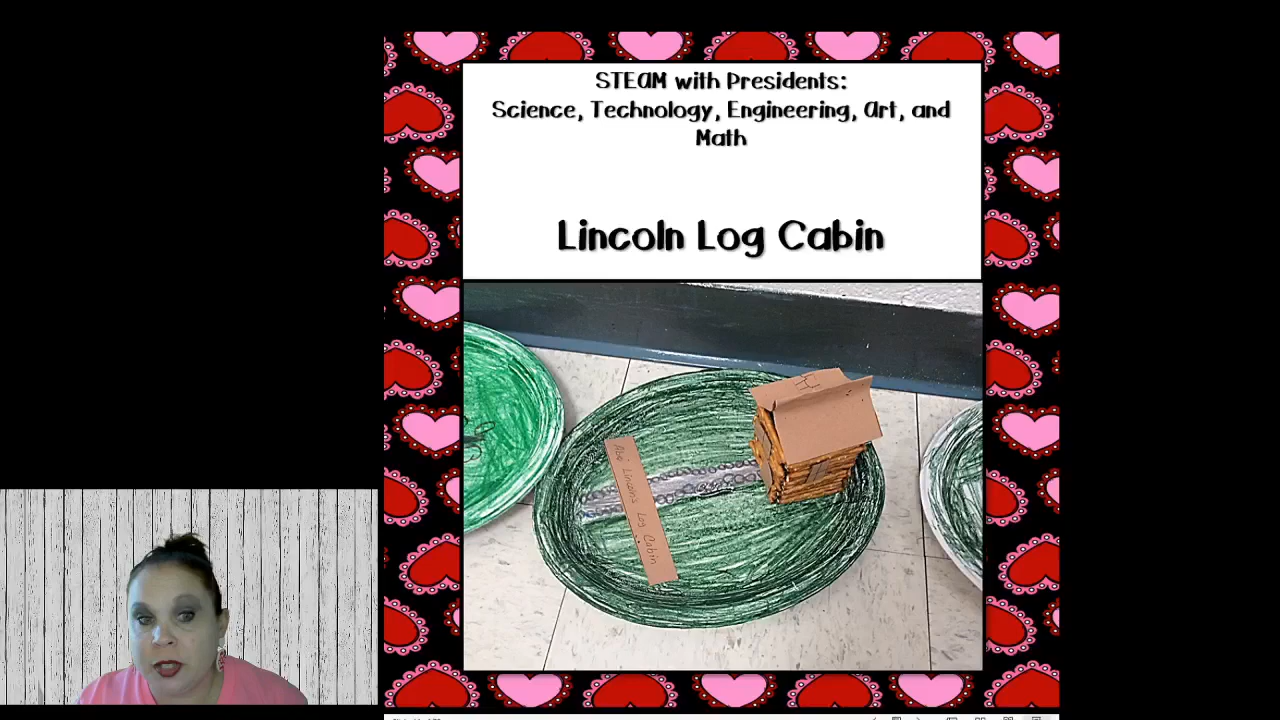 STEAM with Presidents:
Science, Technology, Engineering, Art, and
Math
Lincoln Log Cabin
Abe Lincoln's Log Cabin